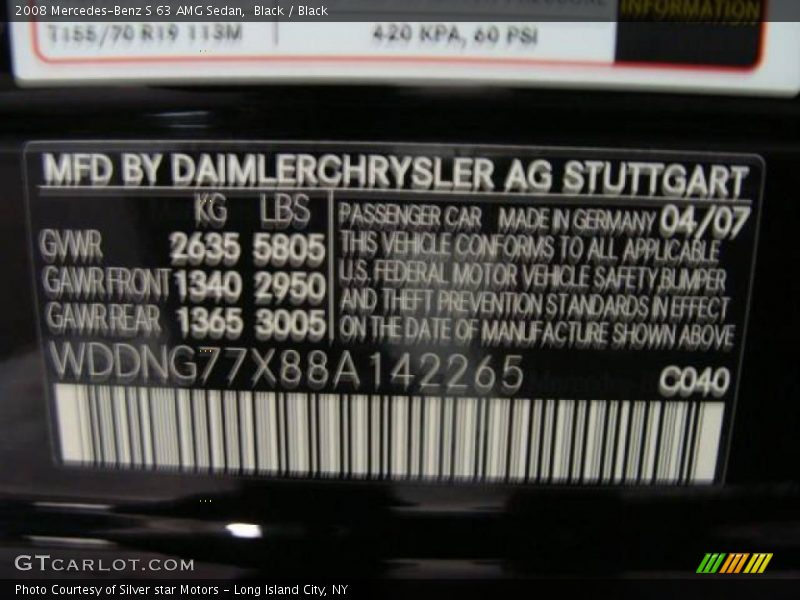 2008 Mercedes-Benz S 63 AMG Sedan, Black / Black
INFORMATION
T155/70 R19 113M 420 KPA, 60 PSI
MFD BY DAIMLERCHRYSLER AG STUTTGART
KG LBS
GVWR 2635 5805
GAWR FRONT 1340 2950
GAWR REAR 1365 3005
PASSENGER CAR MADE IN GERMANY 04/07
THIS VEHICLE CONFORMS TO ALL APPLICABLE
U.S. FEDERAL MOTOR VEHICLE SAFETY BUMPER
AND THEFT PREVENTION STANDARDS IN EFFECT
ON THE DATE OF MANUFACTURE SHOWN ABOVE
WDDNG77X88A142265 C040
GTCARLOT.COM
Photo Courtesy of Silver star Motors - Long Island City, NY